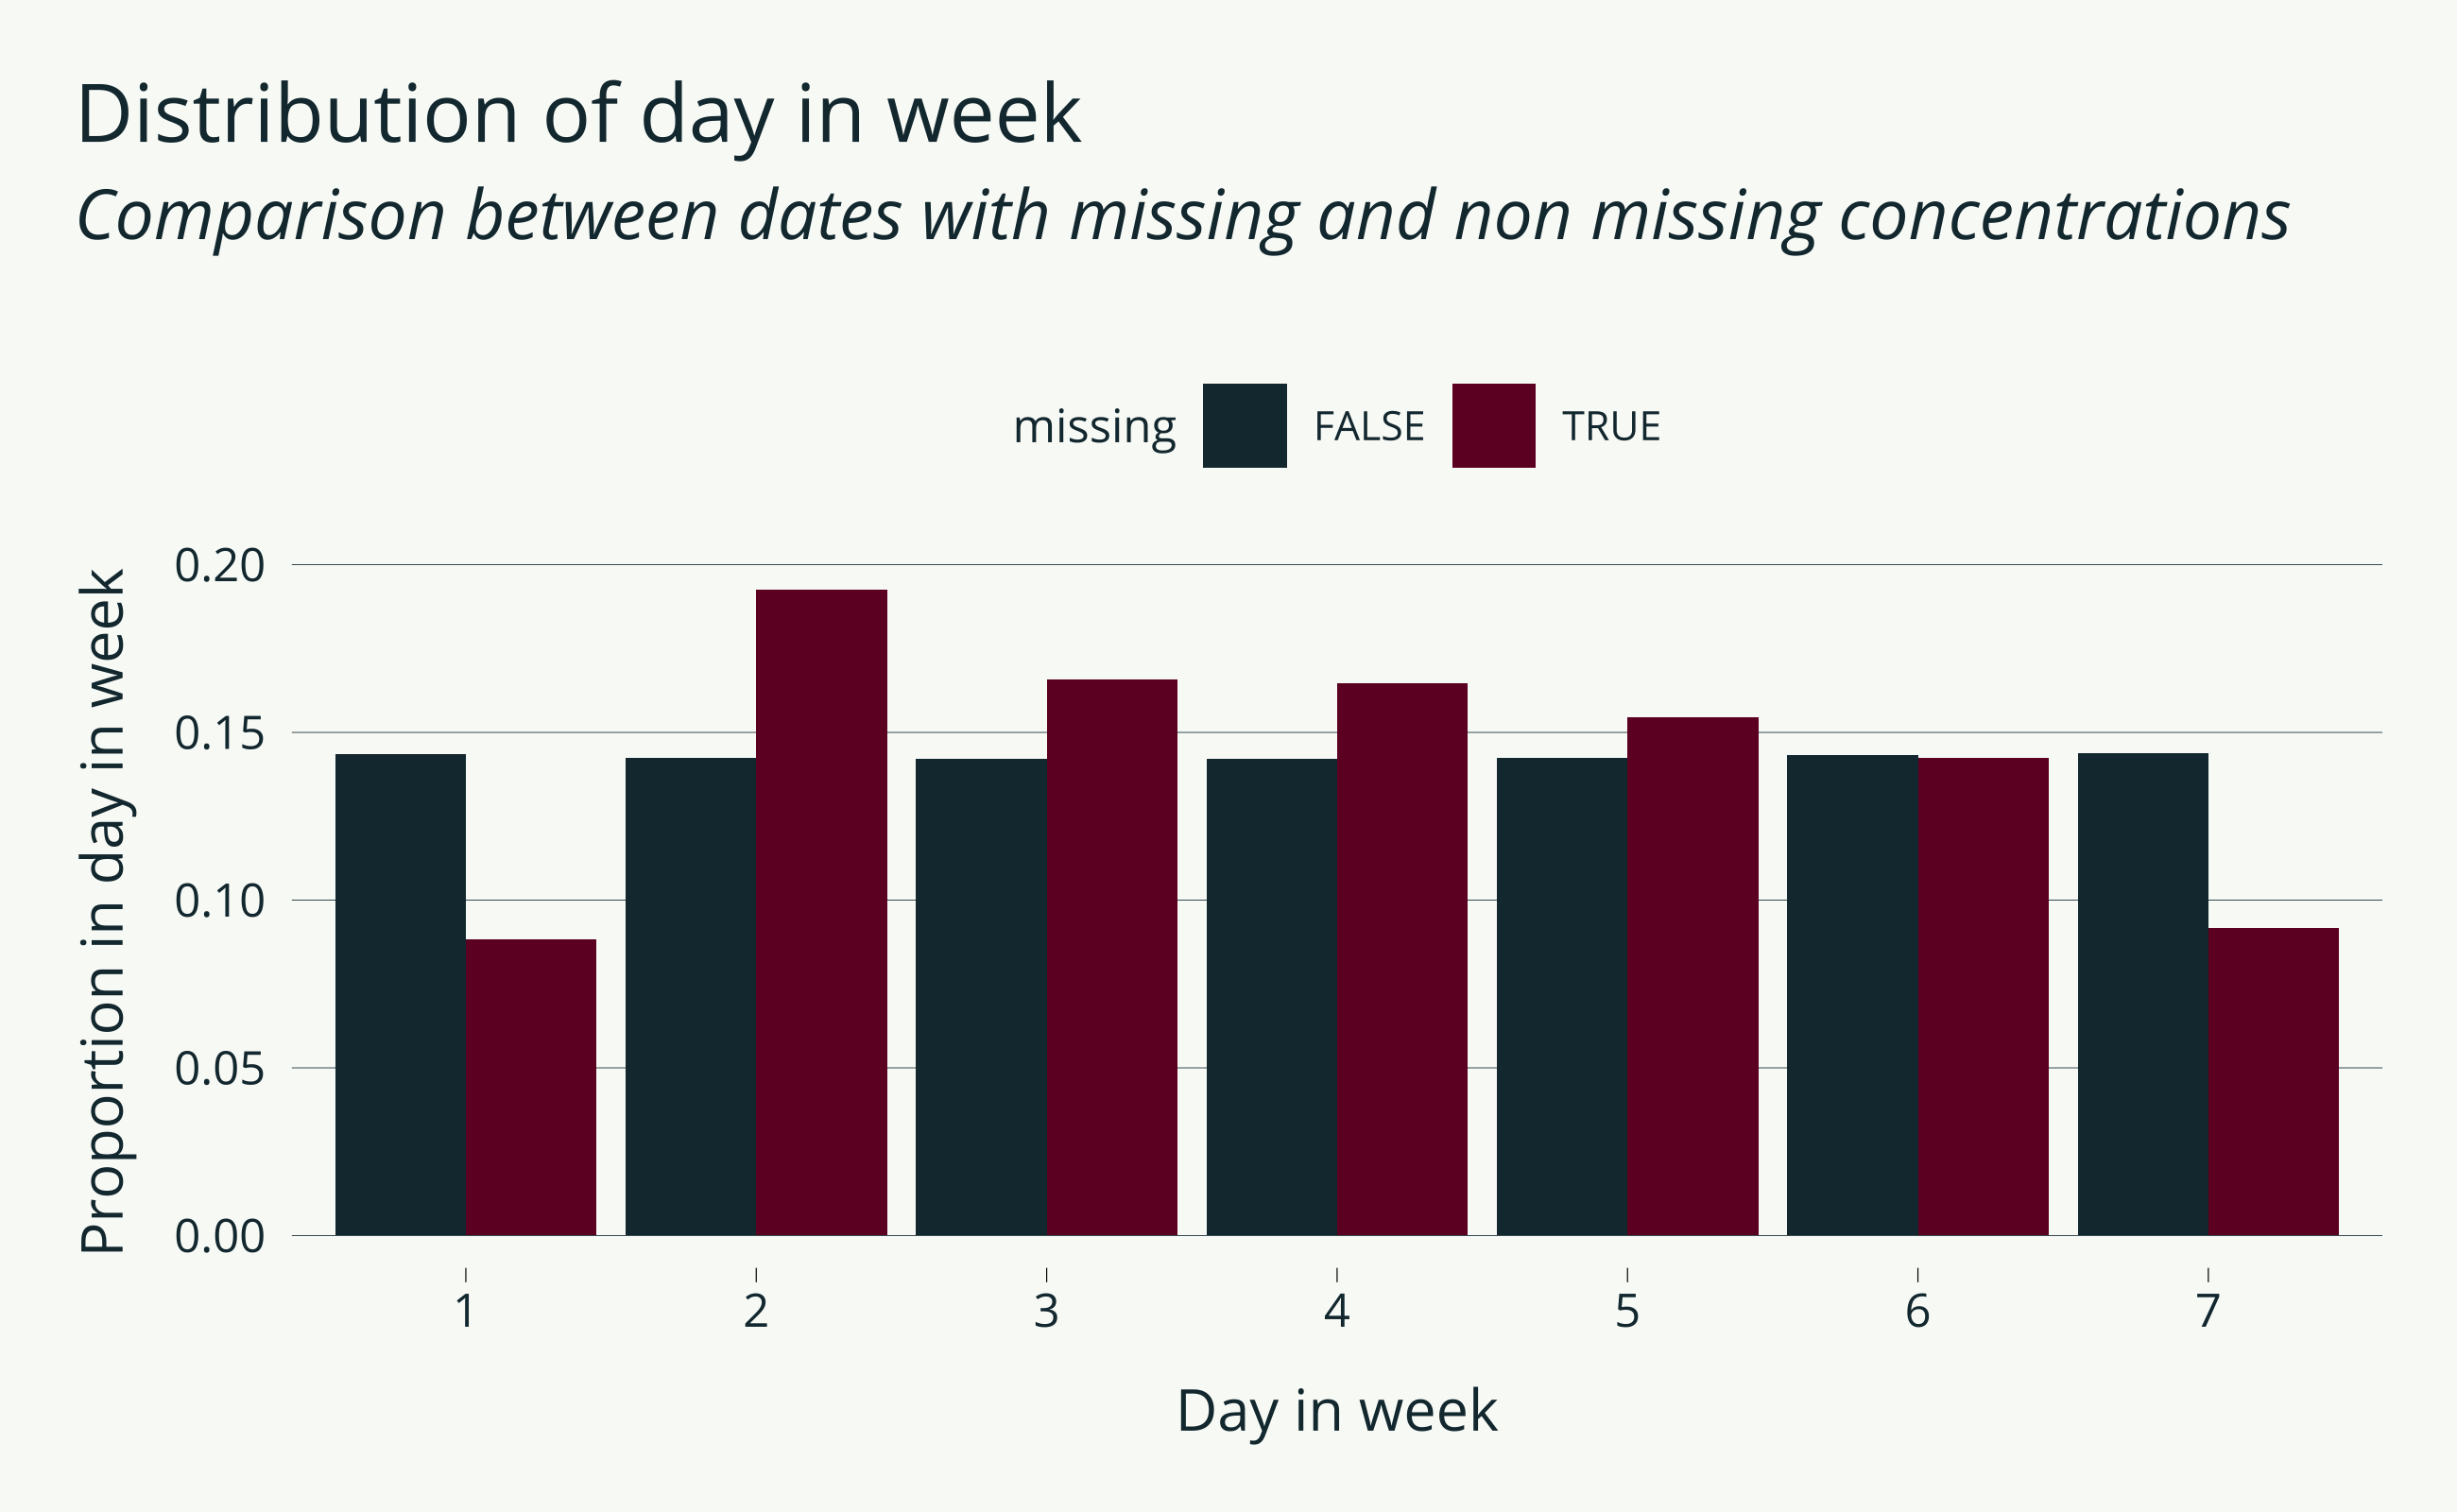 Distribution of day in week
Comparison between dates with missing and non missing concentrations
missing FALSE TRUE
Proportion in day in week
0.20
0.15
0.10
0.05
0.00
1 2 3 4 5 6 7
Day in week